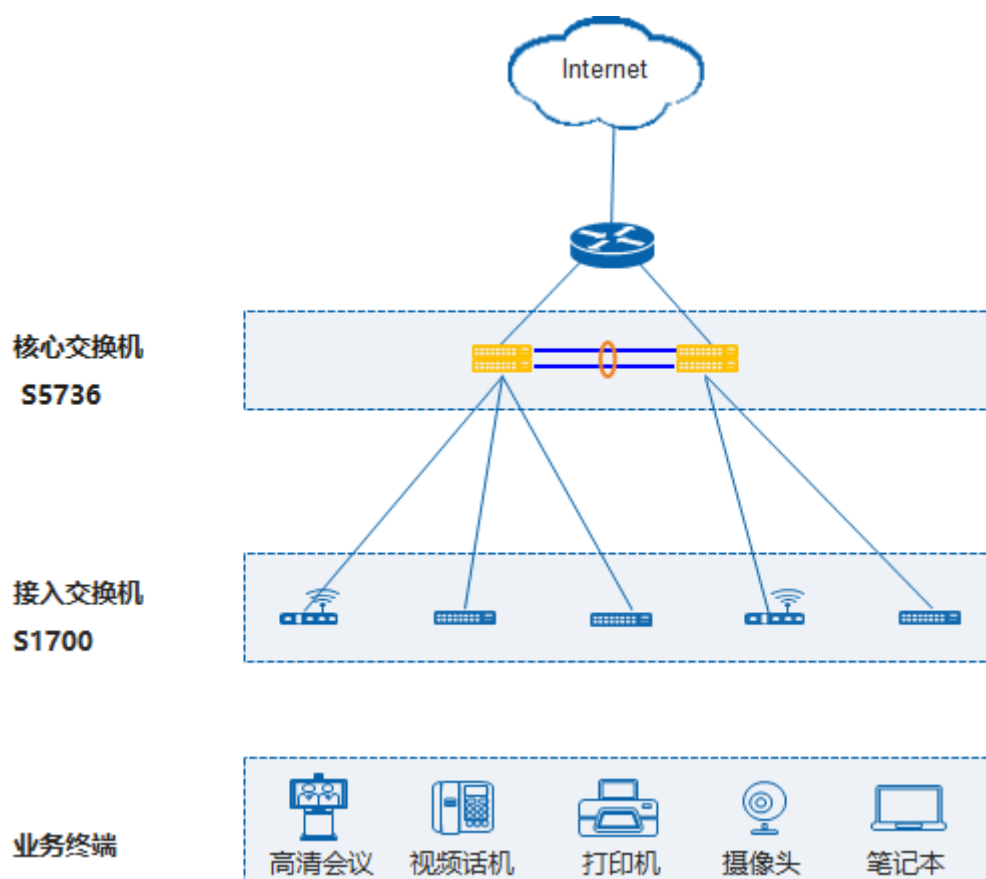 Internet
核心交换机
S5736
接入交换机
S1700
业务终端
高清会议 视频话机 打印机 摄像头 笔记本